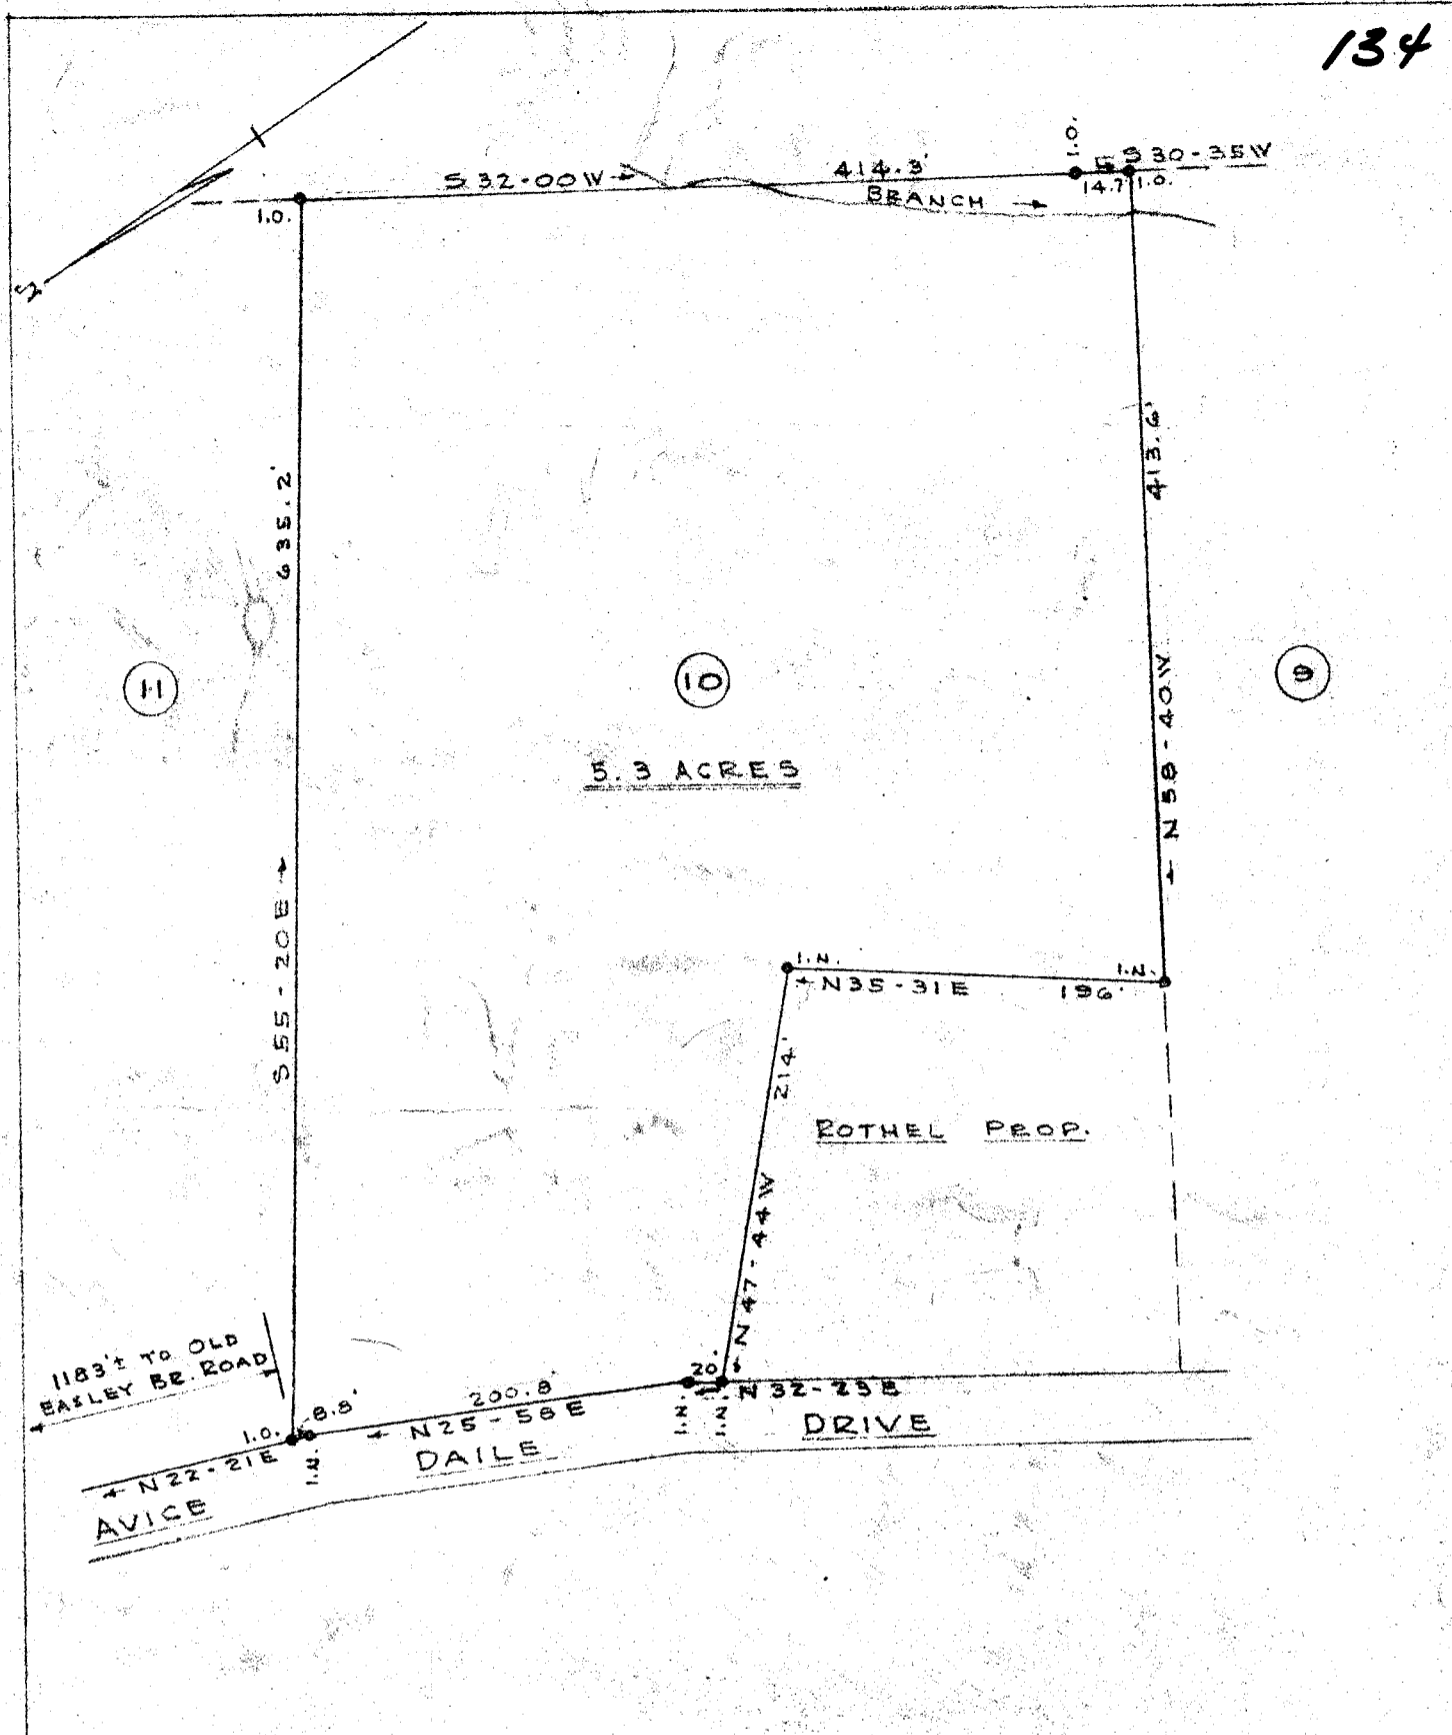 134
S 32-00 W
414.3'
I.O.
S 30-35 W
14.7'
I.O.
I.O.
BRANCH
635.2'
413.6'
11
10
9
5.3 ACRES
N 58-40 W
S 55-20 E
I.N.
I.N.
N 35-31 E
196'
214'
ROTHEL PROP.
N 47-44 W
1183'± TO OLD
EASLEY BR. ROAD
I.O.
8.8'
200.8'
20'
N 22-21 E
I.N.
N 25-58 E
I.N.
I.N.
N 32-23 E
AVICE
DAILE
DRIVE